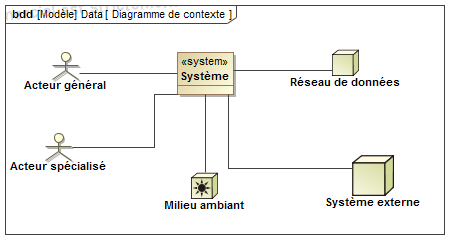 bdd [Modèle] Data [ Diagramme de contexte ]
«system»
Système
Acteur général
Réseau de données
Acteur spécialisé
Milieu ambiant
Système externe